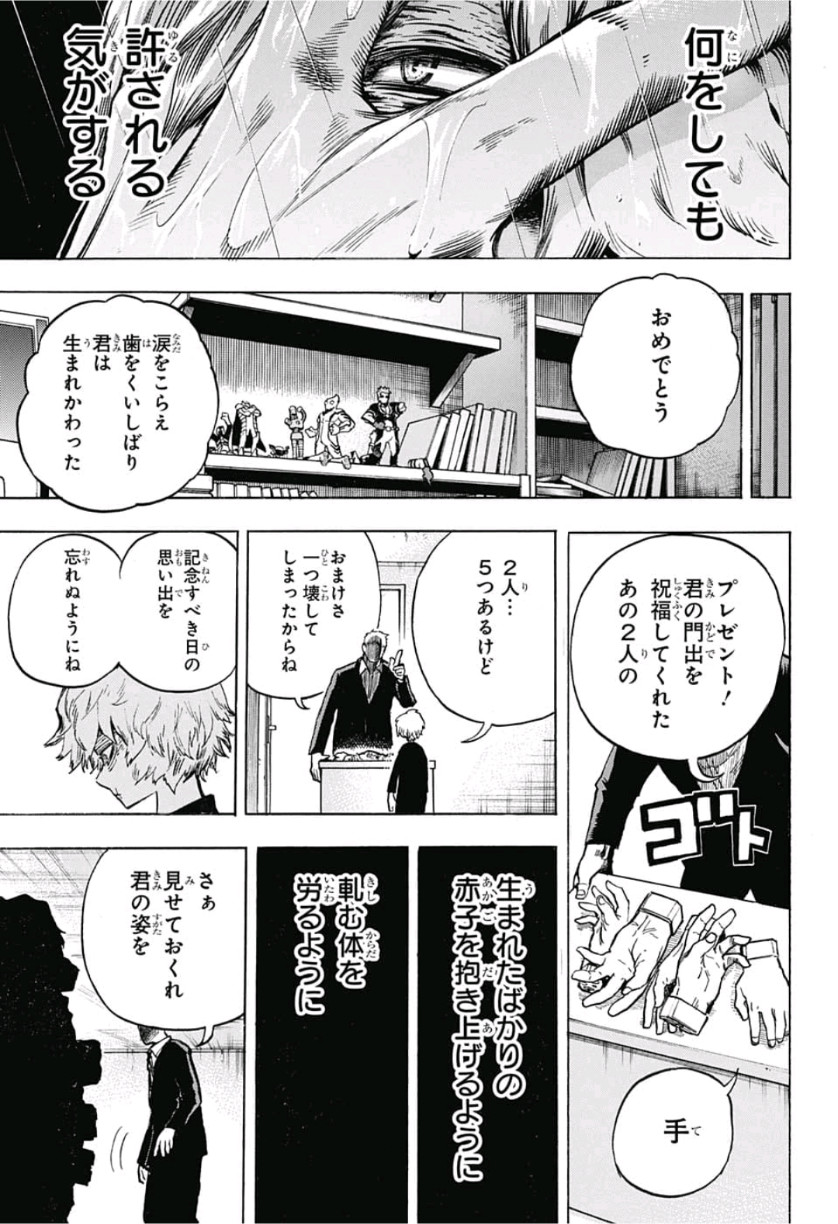 何をしても
許される
気がする
おめでとう
涙をこらえ
歯をくいしばり
君は
生まれかわった
プレゼント!
君の門出を
祝福してくれた
あの2人の
ゴト
手
2人…
5つあるけど
おまけさ
一つ壊して
しまったからね
記念すべき日の
思い出を
忘れぬようにね
生まれたばかりの
赤子を抱き上げるように
軋む体を
労るように
さぁ
見せておくれ
君の姿を